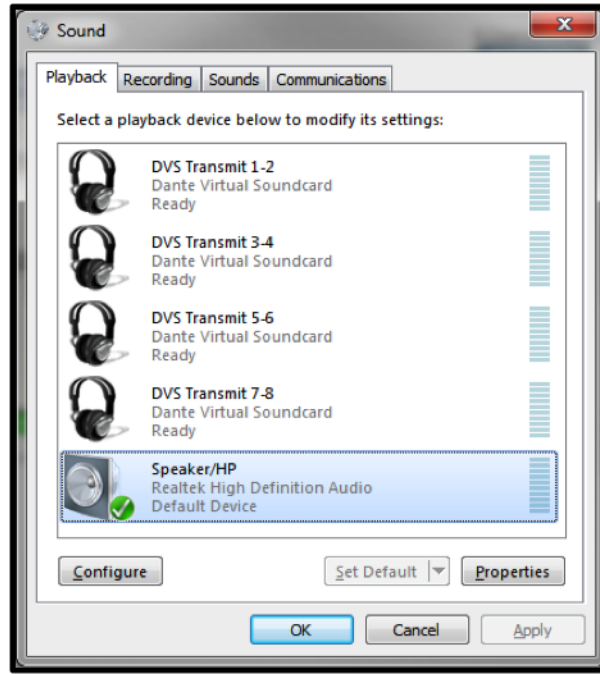 Sound
Playback Recording Sounds Communications
Select a playback device below to modify its settings:
DVS Transmit 1-2
Dante Virtual Soundcard
Ready
DVS Transmit 3-4
Dante Virtual Soundcard
Ready
DVS Transmit 5-6
Dante Virtual Soundcard
Ready
DVS Transmit 7-8
Dante Virtual Soundcard
Ready
Speaker/HP
Realtek High Definition Audio
Default Device
Configure Set Default Properties
OK Cancel Apply